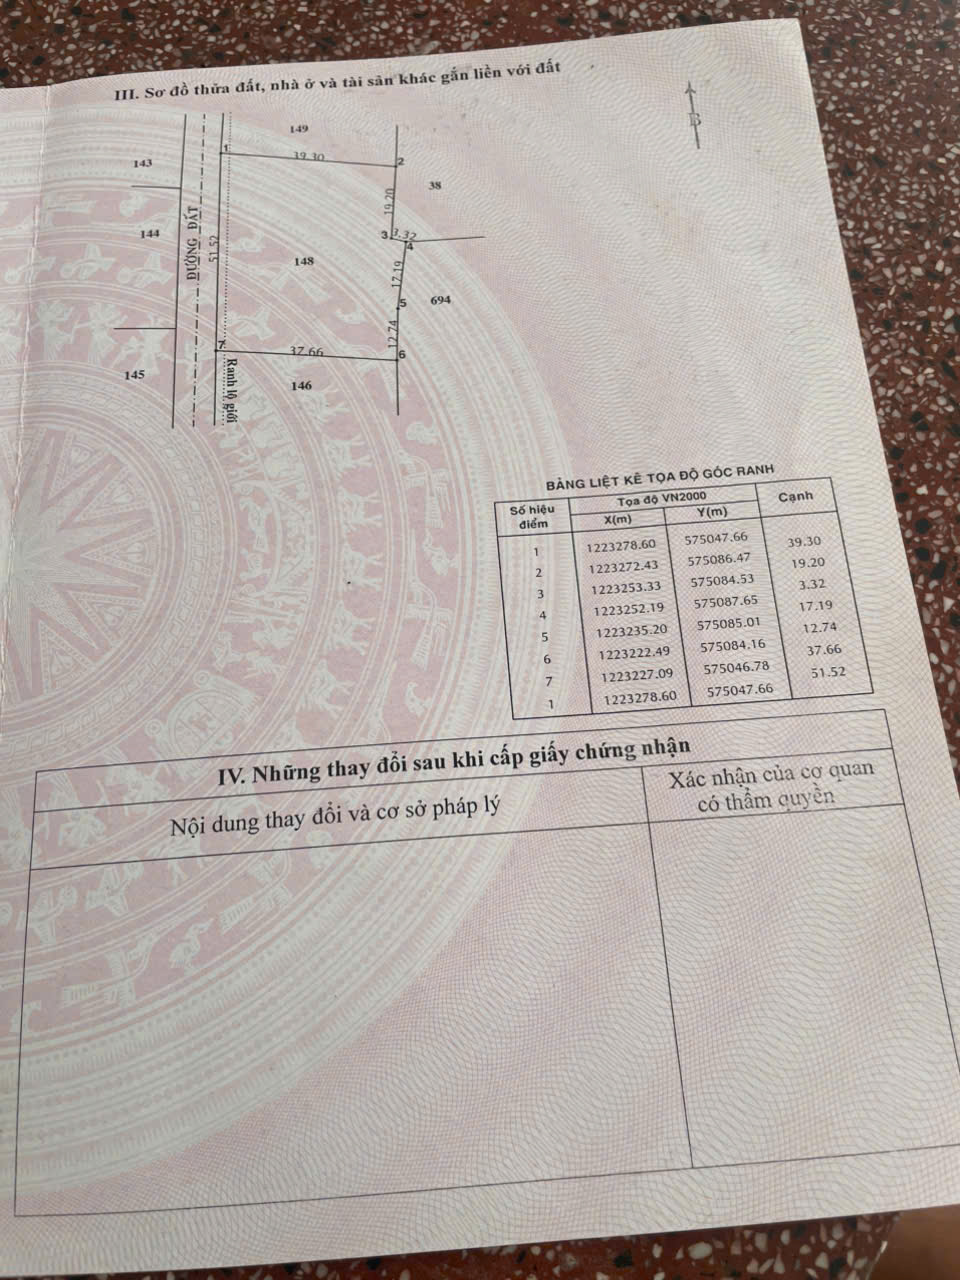 III. Sơ đồ thửa đất, nhà ở và tài sản khác gắn liền với đất
B
149
1
39.30
2
143
38
19.20
144
ĐƯỜNG ĐẤT
51.52
3
3.32
4
148
17.19
5
694
12.74
7
37.66
6
145
Ranh lộ giới
146
BẢNG LIỆT KÊ TỌA ĐỘ GÓC RANH
Số hiệu điểm Tọa độ VN2000 Cạnh
X(m) Y(m)
1 1223278.60 575047.66
39.30
2 1223272.43 575086.47
19.20
3 1223253.33 575084.53
3.32
4 1223252.19 575087.65
17.19
5 1223235.20 575085.01
12.74
6 1223222.49 575084.16
37.66
7 1223227.09 575046.78
51.52
1 1223278.60 575047.66
IV. Những thay đổi sau khi cấp giấy chứng nhận
Nội dung thay đổi và cơ sở pháp lý
Xác nhận của cơ quan
có thẩm quyền